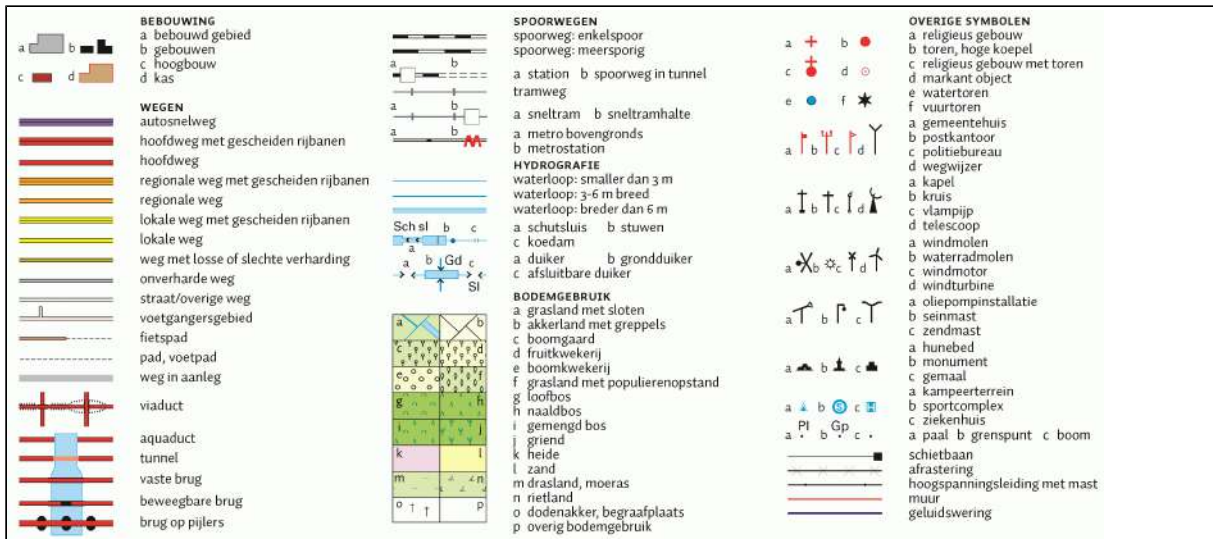 BEBOUWING
a bebouwd gebied
a b
b gebouwen
c hoogbouw
c d
d kas
WEGEN
autosnelweg
hoofdweg met gescheiden rijbanen
hoofdweg
regionale weg met gescheiden rijbanen
regionale weg
lokale weg met gescheiden rijbanen
lokale weg
weg met losse of slechte verharding
onverharde weg
straat/overige weg
voetgangersgebied
fietspad
pad, voetpad
weg in aanleg
viaduct
aquaduct
tunnel
vaste brug
beweegbare brug
brug op pijlers
SPOORWEGEN
spoorweg: enkelspoor
spoorweg: meersporig
a b
a station b spoorweg in tunnel
tramweg
a b
a sneltram b sneltramhalte
a b
a metro bovengronds
b metrostation
HYDROGRAFIE
waterloop: smaller dan 3 m
waterloop: 3-6 m breed
waterloop: breder dan 6 m
Sch sl b c
a
a schutsluis b stuwen
c koedam
a b Gd c
Sl
a duiker b grondduiker
c afsluitbare duiker
BODEMGEBRUIK
a b
a grasland met sloten
b akkerland met greppels
c d
c boomgaard
d fruitkwekerij
e f
e boomkwekerij
f grasland met populierenopstand
g h
g loofbos
h naaldbos
i j
i gemengd bos
j griend
k l
k heide
l zand
m n
m drasland, moeras
n rietland
o p
o dodenakker, begraafplaats
p overig bodemgebruik
OVERIGE SYMBOLEN
a b
a religieus gebouw
b toren, hoge koepel
c d
c religieus gebouw met toren
d markant object
e f
e watertoren
f vuurtoren
a b c d
a gemeentehuis
b postkantoor
c politiebureau
d wegwijzer
a b c d
a kapel
b kruis
c vlampijp
d telescoop
a b c d
a windmolen
b waterradmolen
c windmotor
d windturbine
a b c
a oliepompinstallatie
b seinmast
c zendmast
a b c
a hunebed
b monument
c gemaal
a b S c H
a kampeerterrein
b sportcomplex
c ziekenhuis
Pl Gp
a b c
a paal b grenspunt c boom
schietbaan
afrastering
hoogspanningsleiding met mast
muur
geluidswering